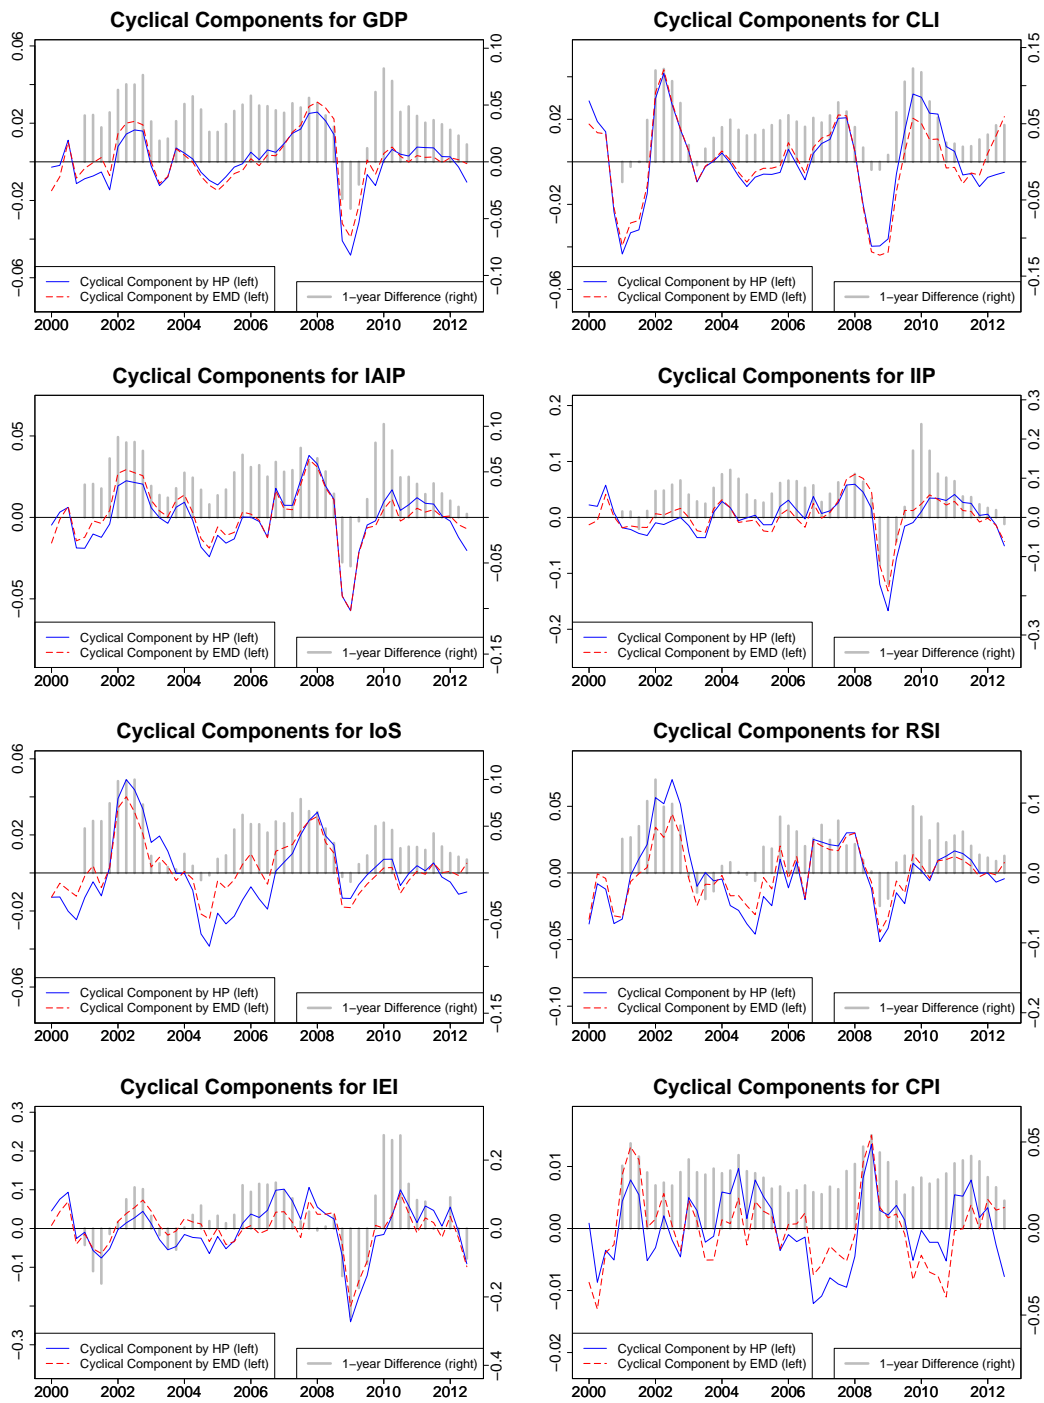 Cyclical Components for GDP
0.06
0.02
−0.02
−0.06
0.10
0.05
0.00
−0.05
−0.10
Cyclical Component by HP (left)
Cyclical Component by EMD (left)
1−year Difference (right)
2000 2002 2004 2006 2008 2010 2012
Cyclical Components for CLI
0.02
−0.02
−0.06
0.15
0.05
−0.05
−0.15
Cyclical Component by HP (left)
Cyclical Component by EMD (left)
1−year Difference (right)
2000 2002 2004 2006 2008 2010 2012
Cyclical Components for IAIP
0.05
0.00
−0.05
0.10
0.05
−0.05
−0.15
Cyclical Component by HP (left)
Cyclical Component by EMD (left)
1−year Difference (right)
2000 2002 2004 2006 2008 2010 2012
Cyclical Components for IIP
0.2
0.1
0.0
−0.1
−0.2
0.3
0.2
0.1
0.0
−0.1
−0.3
Cyclical Component by HP (left)
Cyclical Component by EMD (left)
1−year Difference (right)
2000 2002 2004 2006 2008 2010 2012
Cyclical Components for IoS
0.06
0.02
−0.02
−0.06
0.10
0.05
−0.05
−0.15
Cyclical Component by HP (left)
Cyclical Component by EMD (left)
1−year Difference (right)
2000 2002 2004 2006 2008 2010 2012
Cyclical Components for RSI
0.05
0.00
−0.05
−0.10
0.1
0.0
−0.1
−0.2
Cyclical Component by HP (left)
Cyclical Component by EMD (left)
1−year Difference (right)
2000 2002 2004 2006 2008 2010 2012
Cyclical Components for IEI
0.3
0.1
−0.1
−0.3
0.2
0.0
−0.2
−0.4
Cyclical Component by HP (left)
Cyclical Component by EMD (left)
1−year Difference (right)
2000 2002 2004 2006 2008 2010 2012
Cyclical Components for CPI
0.01
0.00
−0.01
−0.02
0.05
0.00
−0.05
Cyclical Component by HP (left)
Cyclical Component by EMD (left)
1−year Difference (right)
2000 2002 2004 2006 2008 2010 2012